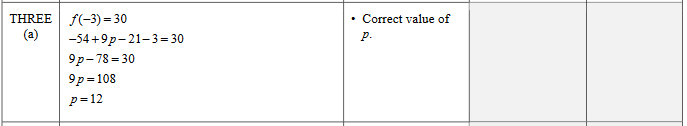 THREE
(a)
f(−3)=30
−54+9p−21−3=30
9p−78=30
9p=108
p=12
• Correct value of
p.